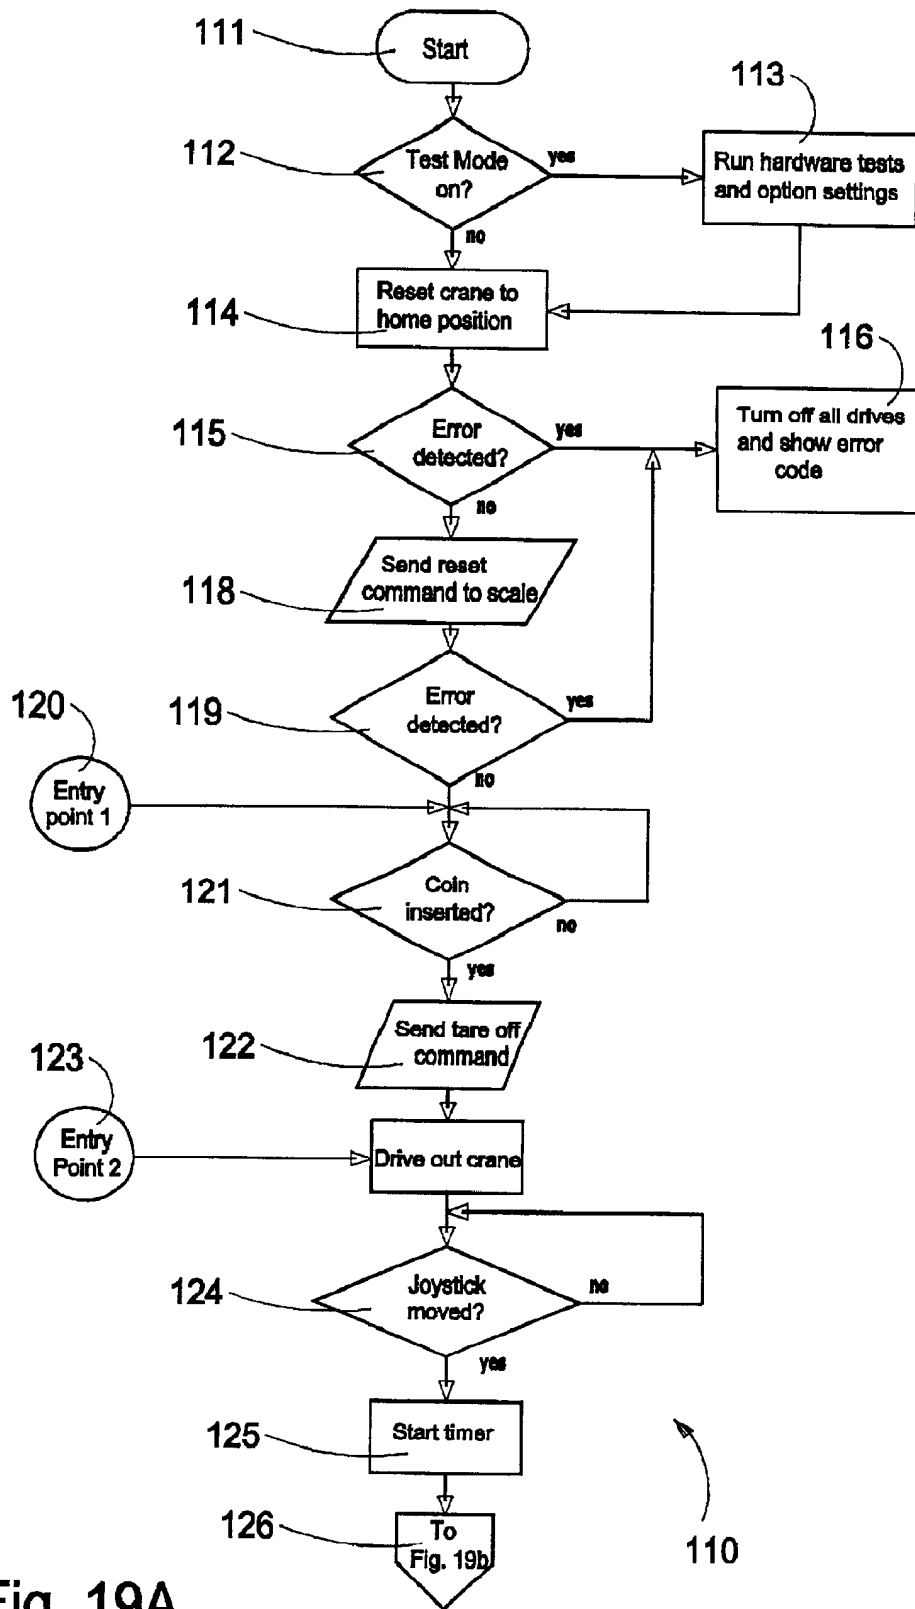 111
Start
113
112
Test Mode
on?
yes
Run hardware tests
and option settings
no
114
Reset crane to
home position
116
115
Error
detected?
yes
Turn off all drives
and show error
code
no
118
Send reset
command to scale
120
119
Error
detected?
yes
no
Entry
point 1
121
Coin
inserted?
no
yes
122
Send tare off
command
123
Entry
Point 2
Drive out crane
124
Joystick
moved?
no
yes
125
Start timer
126
To
Fig. 19b
110
Fig. 19A